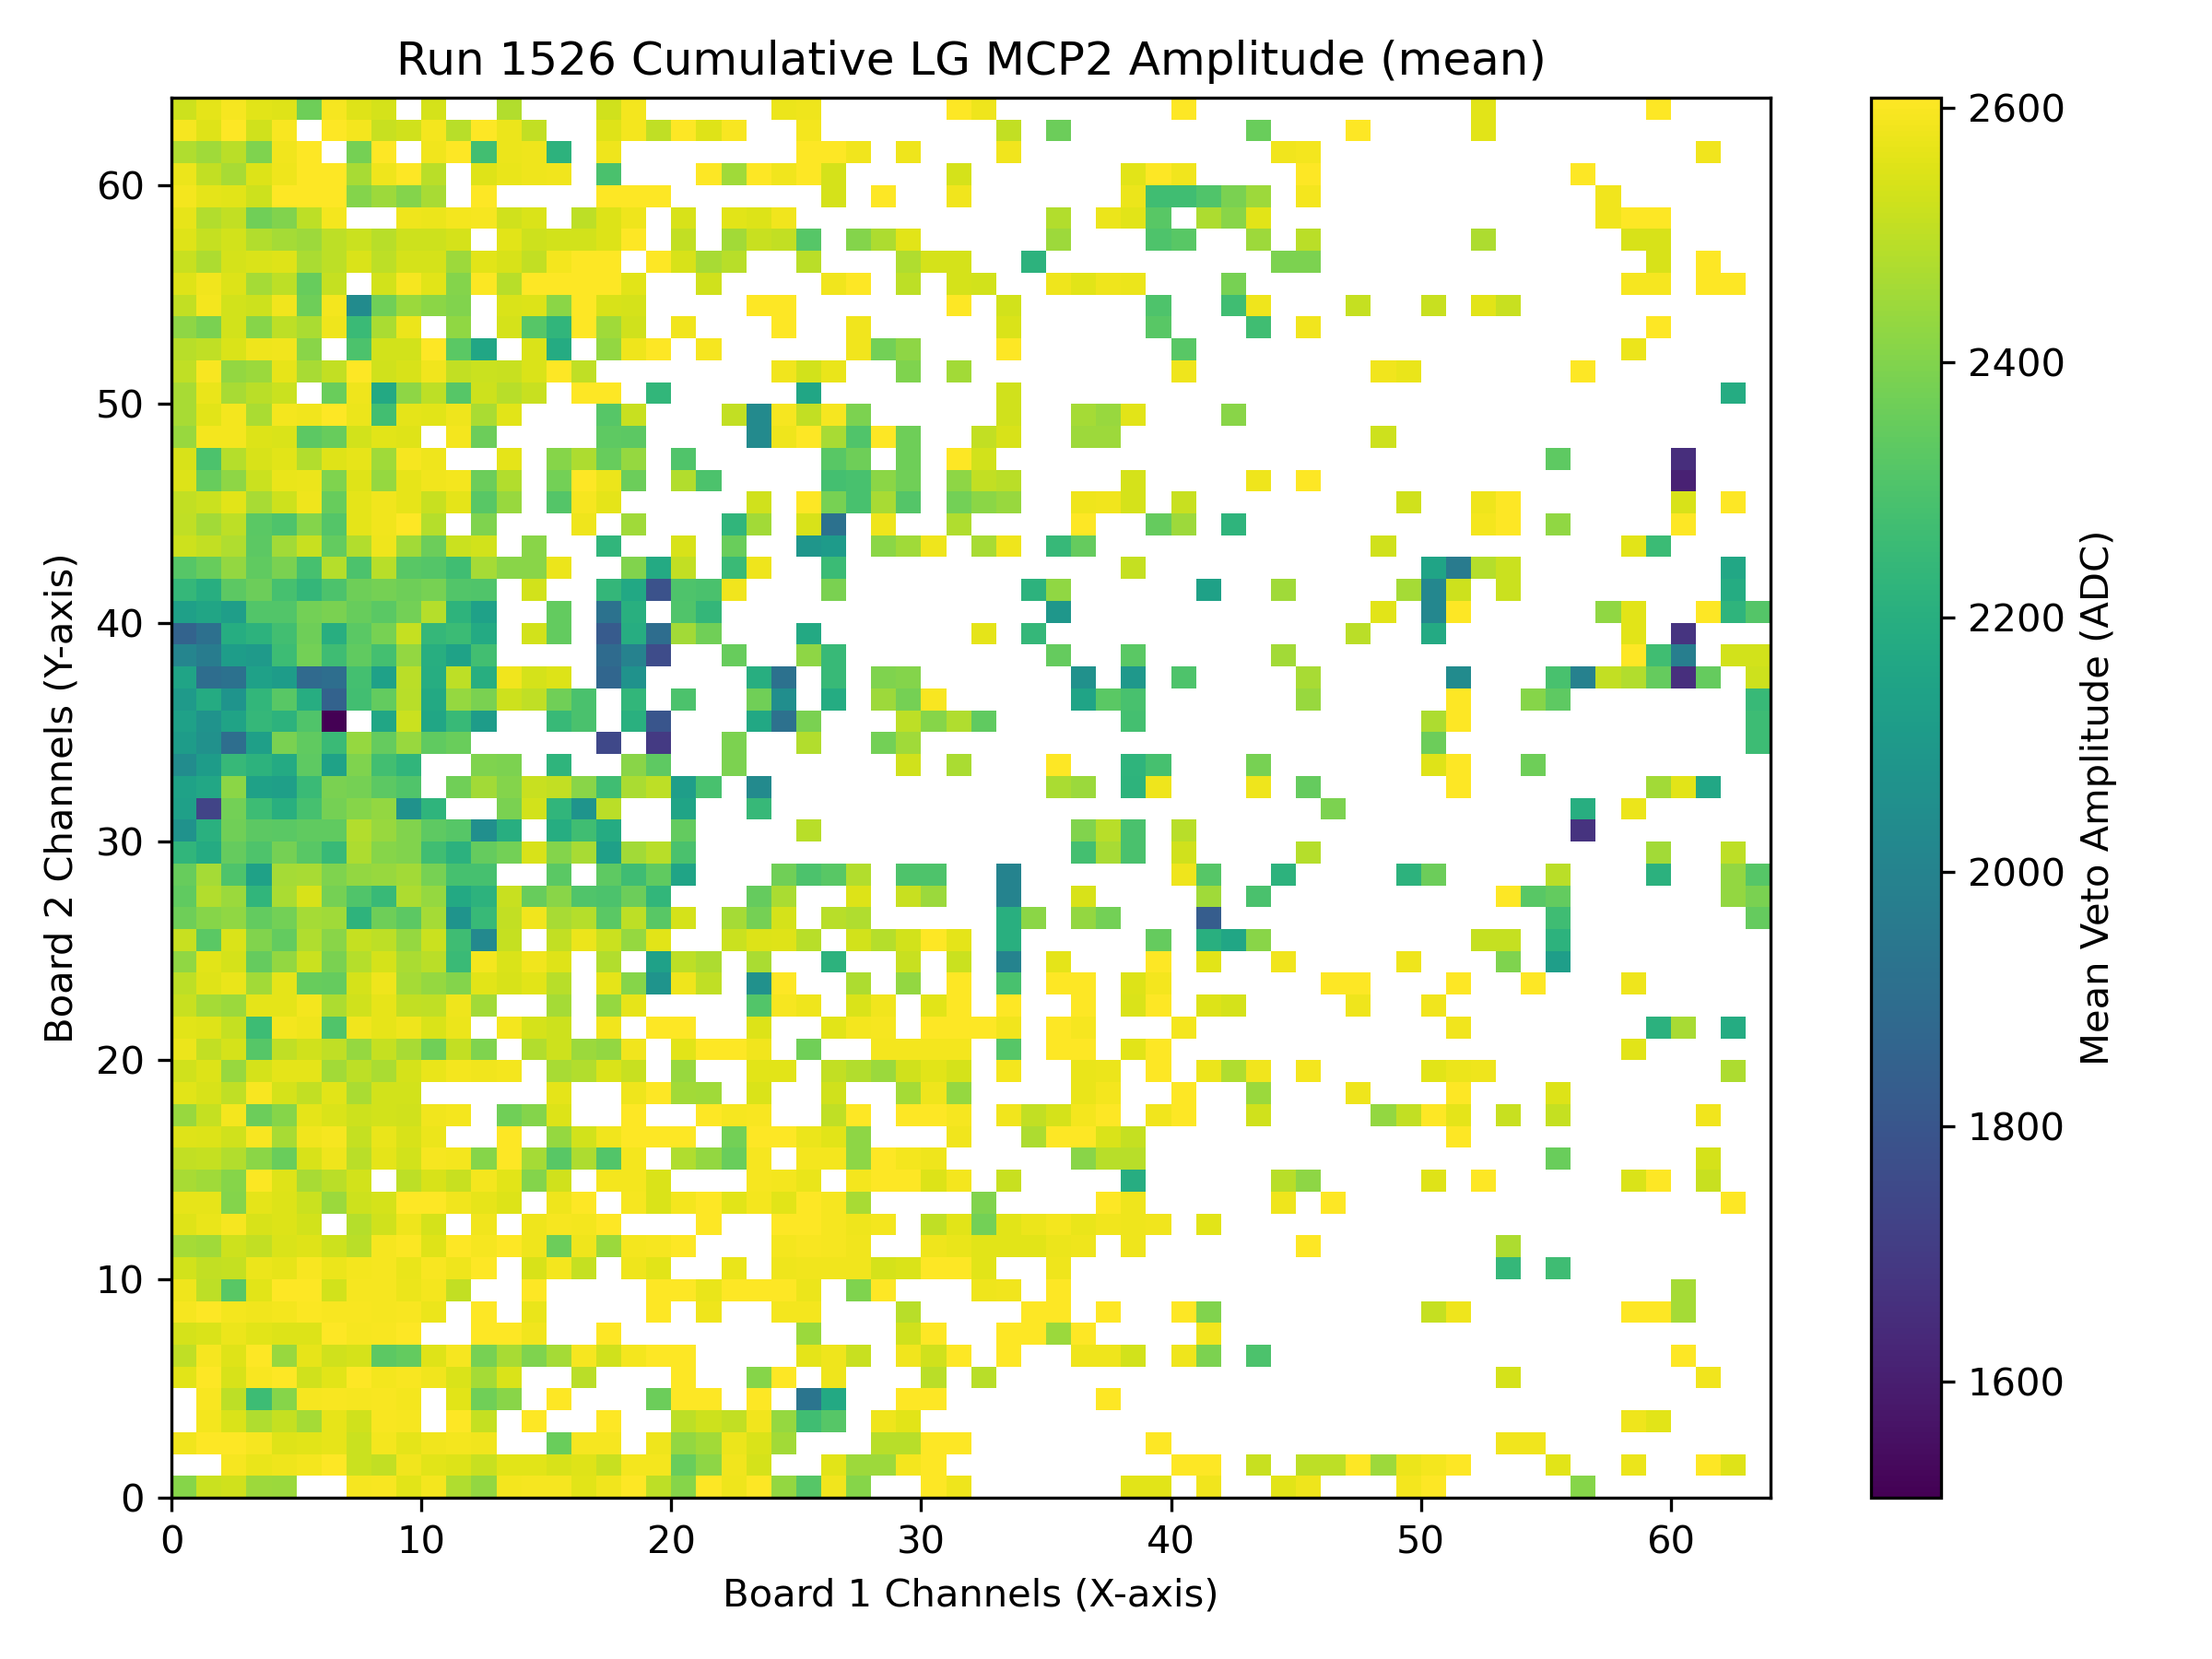 Run 1526 Cumulative LG MCP2 Amplitude (mean)
Board 2 Channels (Y-axis)
60
50
40
30
20
10
0
0 10 20 30 40 50 60
Board 1 Channels (X-axis)
2600
2400
2200
2000
1800
1600
Mean Veto Amplitude (ADC)